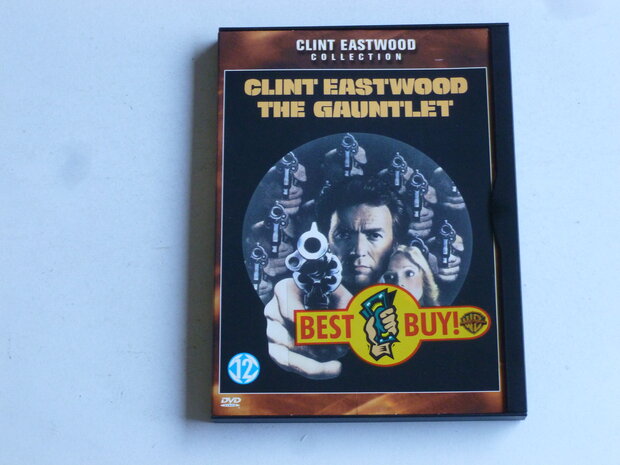 CLINT EASTWOOD
COLLECTION
CLINT EASTWOOD
THE GAUNTLET
BEST BUY!
12
DVD